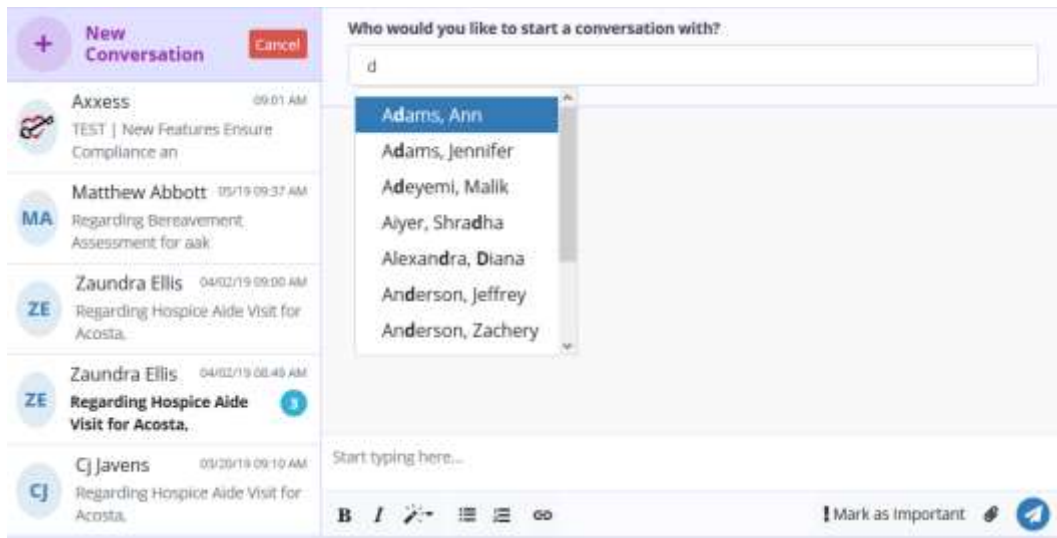 + New
Conversation
Cancel
Axxess 09:01 AM
TEST | New Features Ensure
Compliance an
MA
Matthew Abbott 05/19 09:37 AM
Regarding Bereavement
Assessment for aak
ZE
Zaundra Ellis 04/02/19 09:00 AM
Regarding Hospice Aide Visit for
Acosta,
ZE
Zaundra Ellis 04/02/19 08:49 AM
Regarding Hospice Aide 3
Visit for Acosta,
CJ
Cj Javens 03/20/19 09:10 AM
Regarding Hospice Aide Visit for
Acosta,
Who would you like to start a conversation with?
d
Adams, Ann
Adams, Jennifer
Adeyemi, Malik
Aiyer, Shradha
Alexandra, Diana
Anderson, Jeffrey
Anderson, Zachery
Start typing here...
B I
! Mark as Important